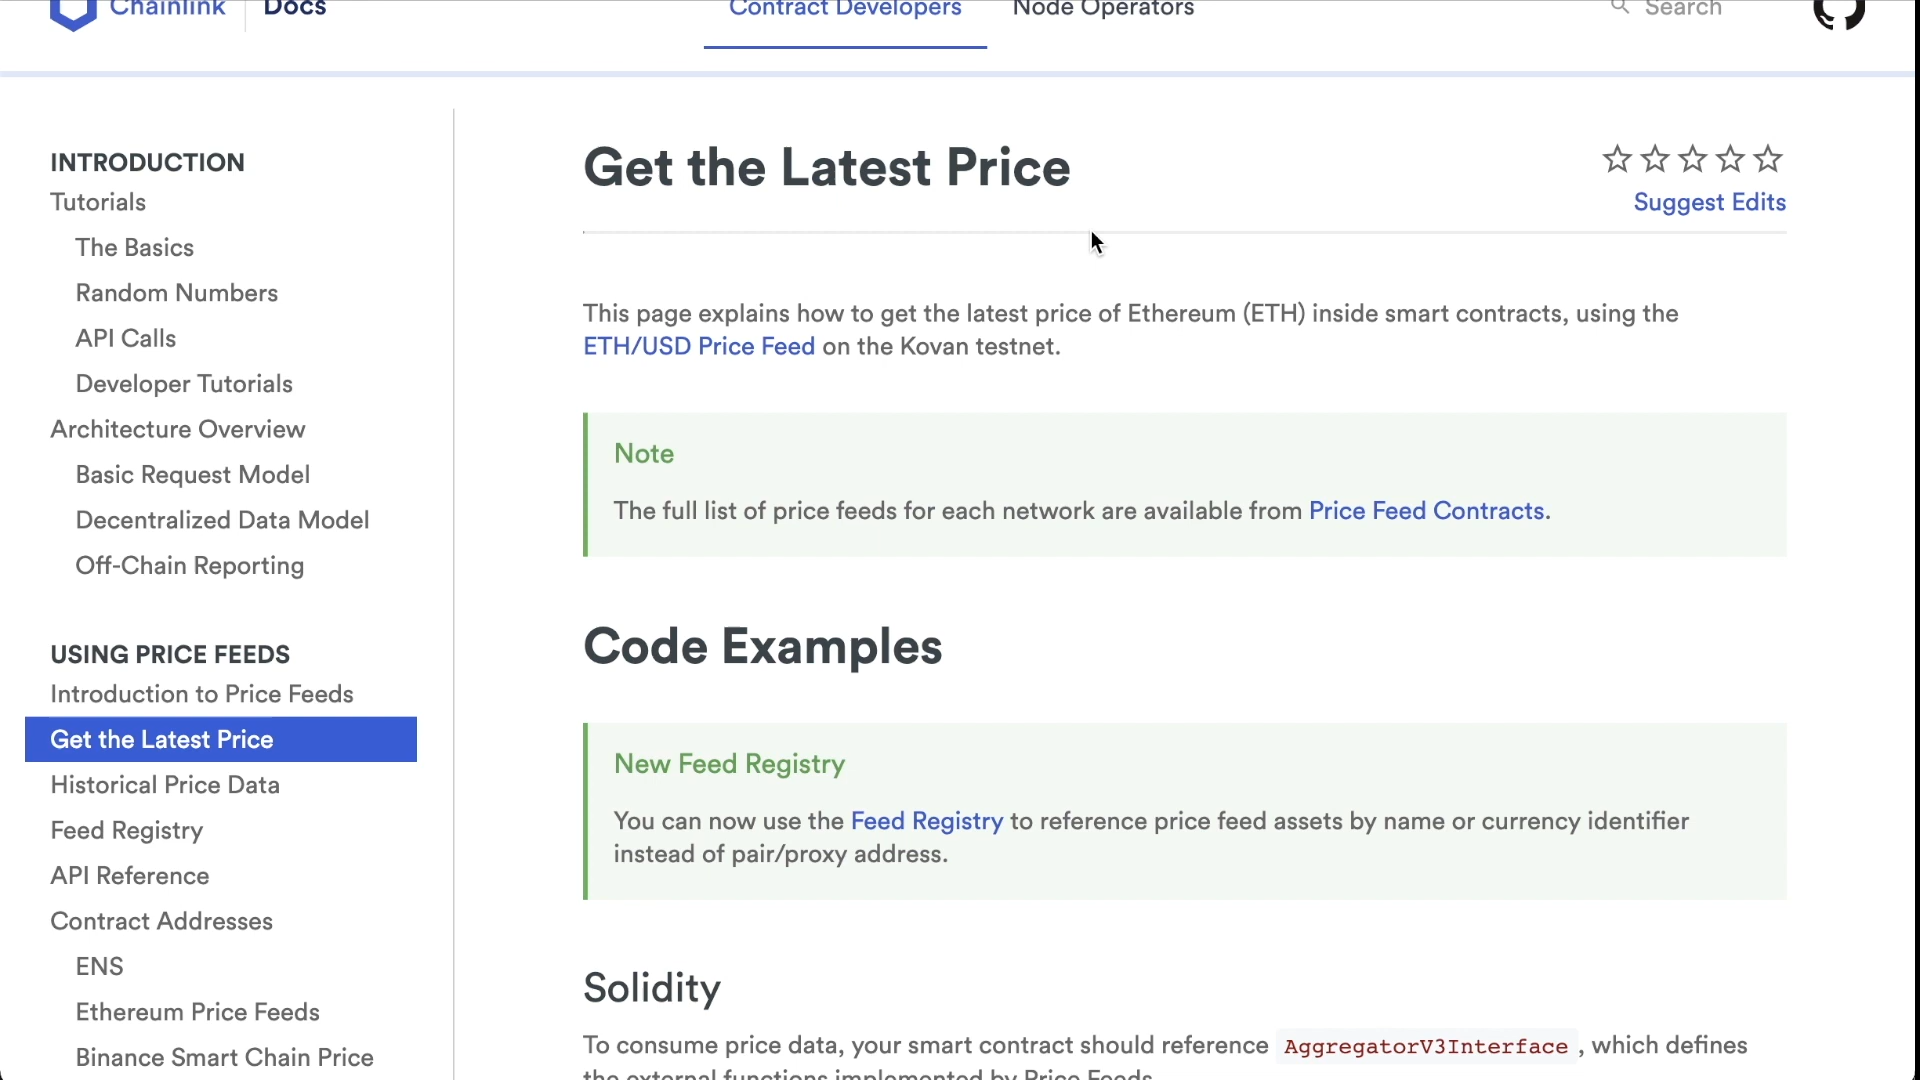 Chainlink Docs
Contract Developers
Node Operators
Search
INTRODUCTION
Tutorials
The Basics
Random Numbers
API Calls
Developer Tutorials
Architecture Overview
Basic Request Model
Decentralized Data Model
Off-Chain Reporting
USING PRICE FEEDS
Introduction to Price Feeds
Get the Latest Price
Historical Price Data
Feed Registry
API Reference
Contract Addresses
ENS
Ethereum Price Feeds
Binance Smart Chain Price
Get the Latest Price
Suggest Edits
This page explains how to get the latest price of Ethereum (ETH) inside smart contracts, using the
ETH/USD Price Feed on the Kovan testnet.
Note
The full list of price feeds for each network are available from Price Feed Contracts.
Code Examples
New Feed Registry
You can now use the Feed Registry to reference price feed assets by name or currency identifier
instead of pair/proxy address.
Solidity
To consume price data, your smart contract should reference AggregatorV3Interface , which defines
the external functions implemented by Price Feeds.